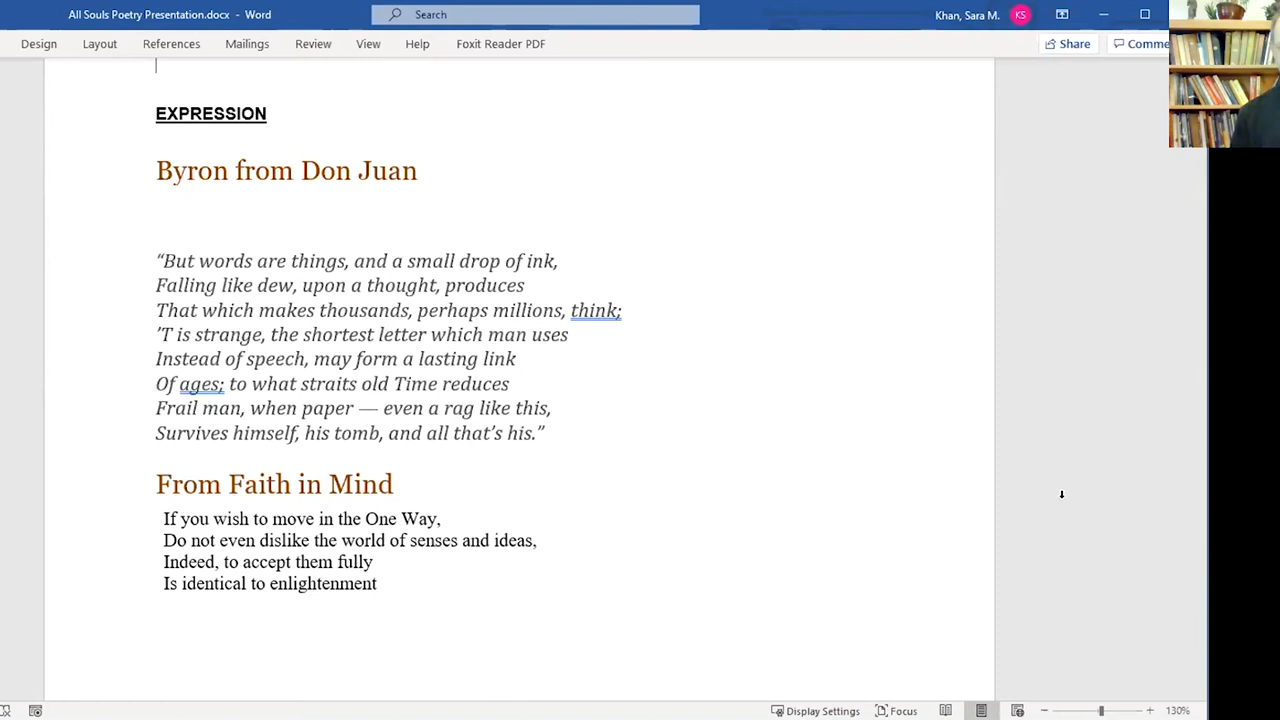 All Souls Poetry Presentation.docx - Word
Search
Khan, Sara M.
KS
Design Layout References Mailings Review View Help Foxit Reader PDF
Share
Comme
EXPRESSION
Byron from Don Juan
“But words are things, and a small drop of ink,
Falling like dew, upon a thought, produces
That which makes thousands, perhaps millions, think;
’T is strange, the shortest letter which man uses
Instead of speech, may form a lasting link
Of ages; to what straits old Time reduces
Frail man, when paper — even a rag like this,
Survives himself, his tomb, and all that’s his.”
From Faith in Mind
If you wish to move in the One Way,
Do not even dislike the world of senses and ideas,
Indeed, to accept them fully
Is identical to enlightenment
Display Settings Focus 130%